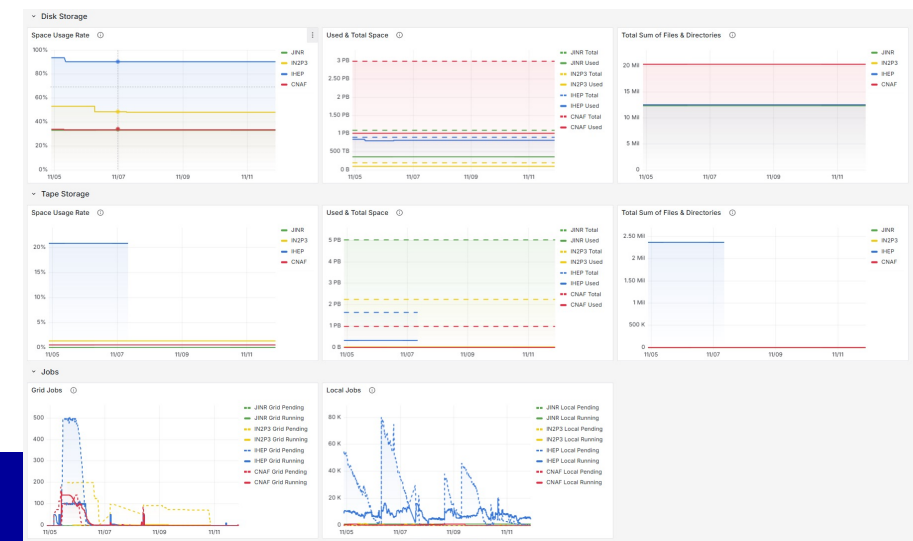 Disk Storage
Space Usage Rate
100%
80%
60%
40%
20%
0%
11/05
11/07
11/09
11/11
JINR
IN2P3
IHEP
CNAF
Used & Total Space
3 PB
2.50 PB
2 PB
1.50 PB
1 PB
500 TB
0 B
11/05
11/07
11/09
11/11
JINR Total
JINR Used
IN2P3 Total
IN2P3 Used
IHEP Total
IHEP Used
CNAF Total
CNAF Used
Total Sum of Files & Directories
20 Mil
15 Mil
10 Mil
5 Mil
0
11/05
11/07
11/09
11/11
JINR
IN2P3
IHEP
CNAF
Tape Storage
Space Usage Rate
20%
15%
10%
5%
0%
11/05
11/07
11/09
11/11
JINR
IN2P3
IHEP
CNAF
Used & Total Space
5 PB
4 PB
3 PB
2 PB
1 PB
0 B
11/05
11/07
11/09
11/11
JINR Total
JINR Used
IN2P3 Total
IN2P3 Used
IHEP Total
IHEP Used
CNAF Total
CNAF Used
Total Sum of Files & Directories
2.50 Mil
2 Mil
1.50 Mil
1 Mil
500 K
0
11/05
11/07
11/09
11/11
JINR
IN2P3
IHEP
CNAF
Jobs
Grid Jobs
500
400
300
200
100
0
11/05
11/07
11/09
11/11
JINR Grid Pending
JINR Grid Running
IN2P3 Grid Pending
IN2P3 Grid Running
IHEP Grid Pending
IHEP Grid Running
CNAF Grid Pending
CNAF Grid Running
Local Jobs
80 K
60 K
40 K
20 K
0
11/05
11/07
11/09
11/11
JINR Local Pending
JINR Local Running
IN2P3 Local Pending
IN2P3 Local Running
IHEP Local Pending
IHEP Local Running
CNAF Local Pending
CNAF Local Running